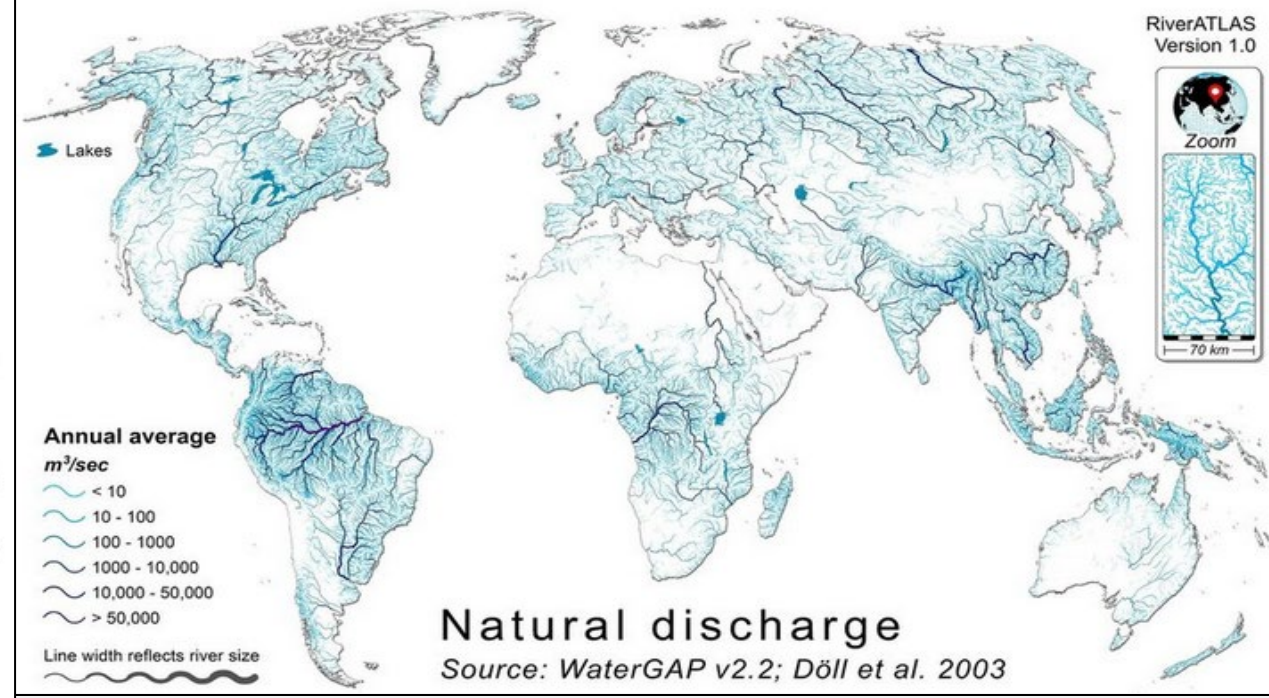 RiverATLAS
Version 1.0
Zoom
70 km
Lakes
Annual average
m³/sec
< 10
10 - 100
100 - 1000
1000 - 10,000
10,000 - 50,000
> 50,000
Line width reflects river size
Natural discharge
Source: WaterGAP v2.2; Döll et al. 2003